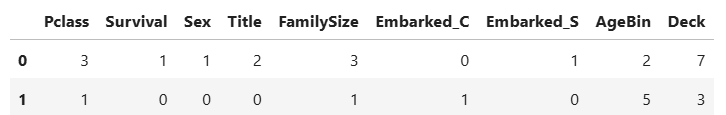 Pclass Survival Sex Title FamilySize Embarked_C Embarked_S AgeBin Deck
0 3 1 1 2 3 0 1 2 7
1 1 0 0 0 1 1 0 5 3